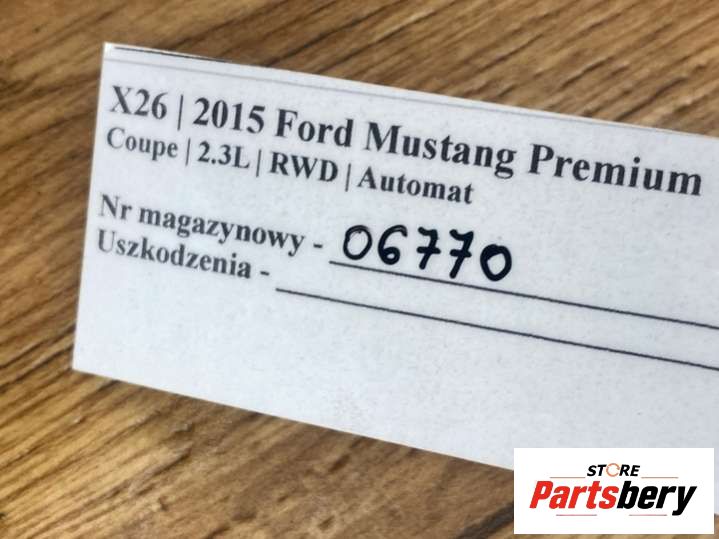 X26 | 2015 Ford Mustang Premium
Coupe | 2.3L | RWD | Automat
Nr magazynowy - 06770
Uszkodzenia -
STORE
Partsbery